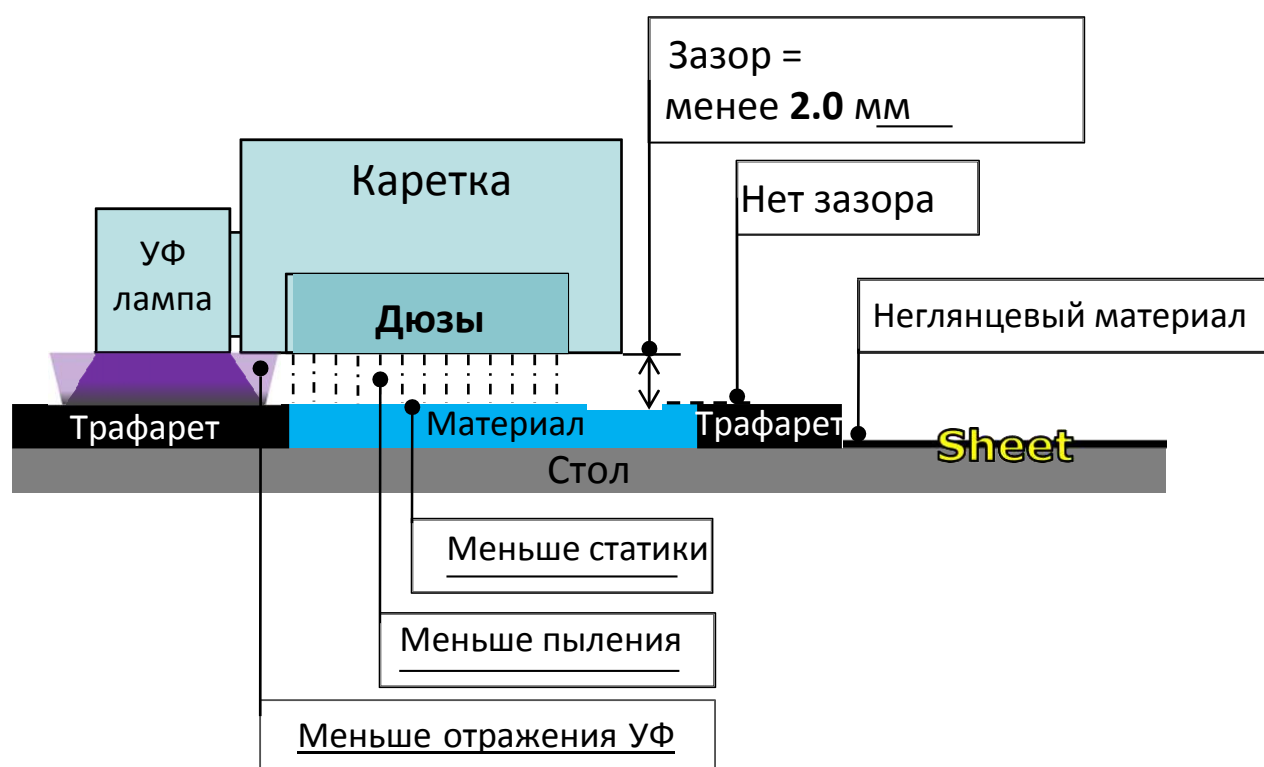 Зазор =
менее 2.0 мм
Каретка
Нет зазора
УФ
лампа
Дюзы
Неглянцевый материал
Трафарет
Материал
Трафарет
Sheet
Стол
Меньше статики
Меньше пыления
Меньше отражения УФ